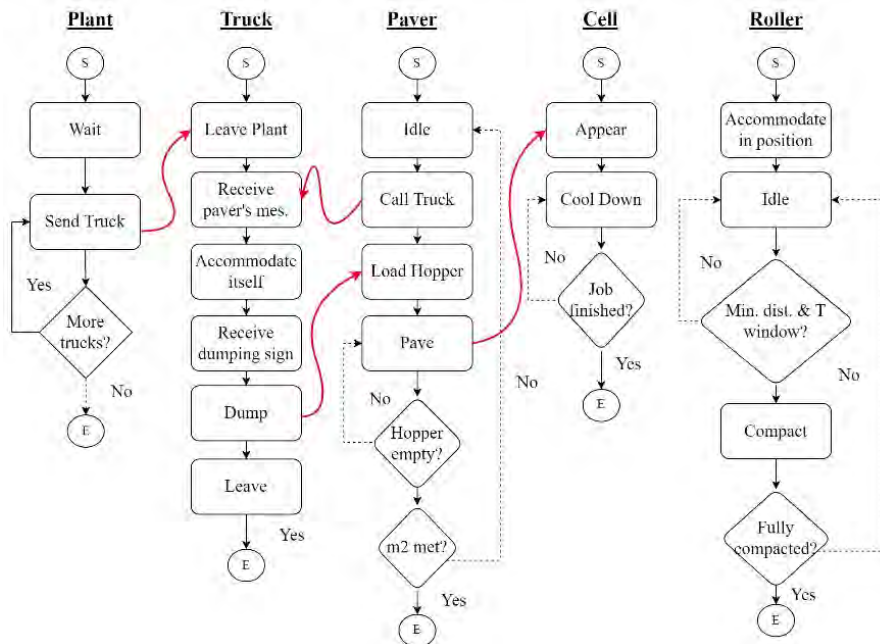 Plant
Truck
Paver
Cell
Roller
S
S
S
S
S
Wait
Leave Plant
Idle
Appear
Accommodate
in position
Send Truck
Receive
paver's mes.
Call Truck
Cool Down
Idle
Yes
Accommodate
itself
Load Hopper
No
No
More
trucks?
Receive
dumping sign
Pave
Job
finished?
Min. dist. & T
window?
No
No
No
Yes
No
E
Dump
Hopper
empty?
E
Compact
Leave
Yes
m2 met?
Fully
compacted?
E
Yes
Yes
E
E